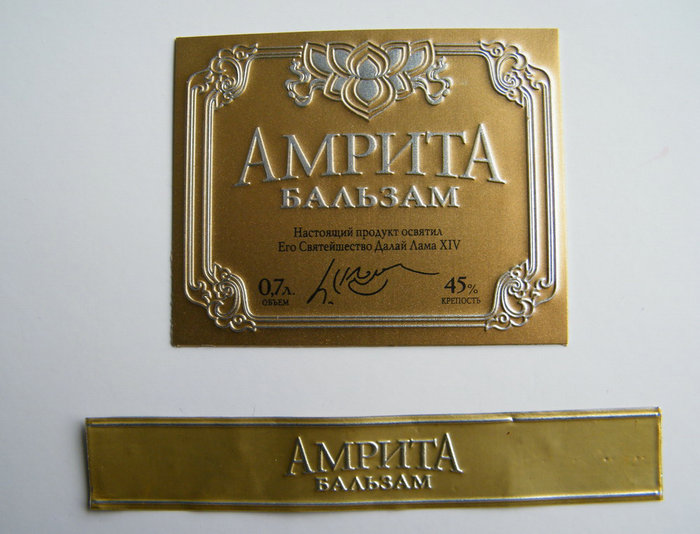 АМРИТА
БАЛЬЗАМ
Настоящий продукт освятил
Его Святейшество Далай Лама XIV
0,7л. 45%
ОБЪЕМ КРЕПОСТЬ
АМРИТА
БАЛЬЗАМ